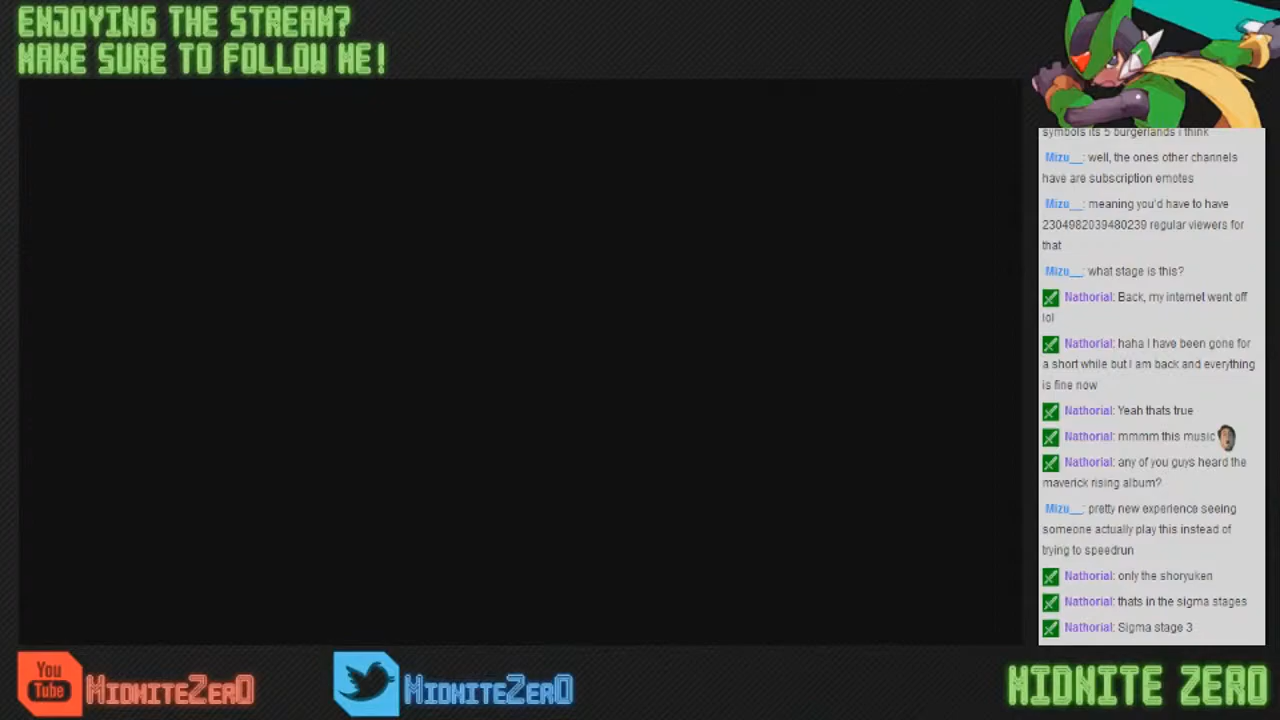 ENJOYING THE STREAM?
MAKE SURE TO FOLLOW ME!
symbols its 5 burgerlands i think
Mizu__: well, the ones other channels
have are subscription emotes
Mizu__: meaning you'd have to have
2304982039480239 regular viewers for
that
Mizu__: what stage is this?
Nathorial: Back, my internet went off
lol
Nathorial: haha I have been gone for
a short while but I am back and everything
is fine now
Nathorial: Yeah thats true
Nathorial: mmmm this music
Nathorial: any of you guys heard the
maverick rising album?
Mizu__: pretty new experience seeing
someone actually play this instead of
trying to speedrun
Nathorial: only the shoryuken
Nathorial: thats in the sigma stages
Nathorial: Sigma stage 3
You
Tube
MIDNITEZER0
MIDNITEZER0
MIDNITE ZERO